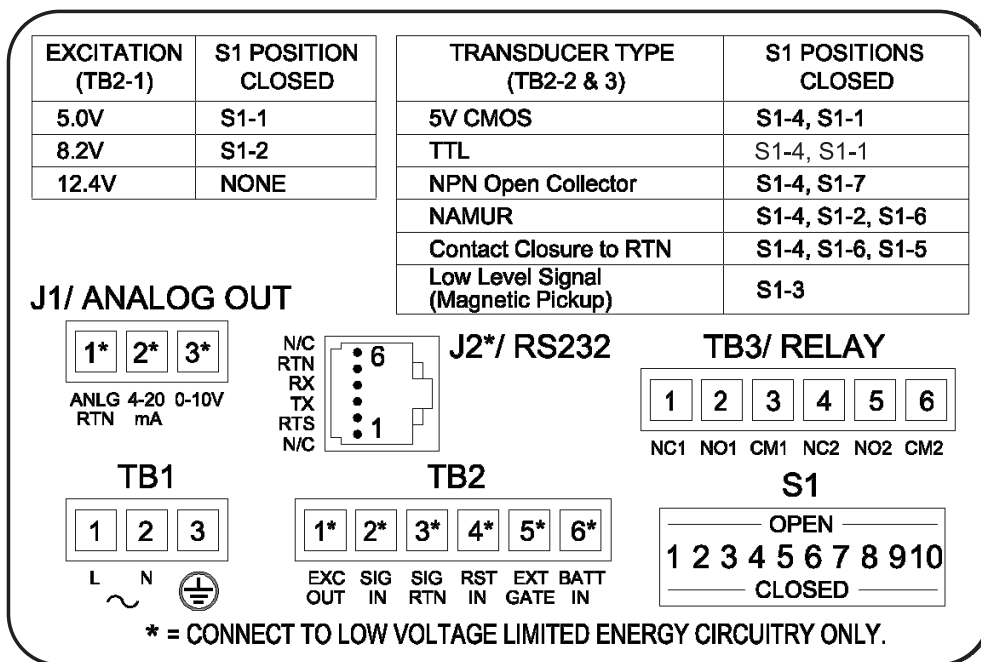 EXCITATION (TB2-1) S1 POSITION CLOSED
5.0V S1-1
8.2V S1-2
12.4V NONE
TRANSDUCER TYPE (TB2-2 & 3) S1 POSITIONS CLOSED
5V CMOS S1-4, S1-1
TTL S1-4, S1-1
NPN Open Collector S1-4, S1-7
NAMUR S1-4, S1-2, S1-6
Contact Closure to RTN S1-4, S1-6, S1-5
Low Level Signal (Magnetic Pickup) S1-3
J1/ ANALOG OUT
1* 2* 3*
ANLG RTN 4-20 mA 0-10V
J2*/ RS232
N/C
RTN
RX
TX
RTS
N/C
6
1
TB3/ RELAY
1 2 3 4 5 6
NC1 NO1 CM1 NC2 NO2 CM2
TB1
1 2 3
L N
TB2
1* 2* 3* 4* 5* 6*
EXC OUT SIG IN SIG RTN RST IN EXT GATE BATT IN
S1
OPEN
1 2 3 4 5 6 7 8 9 10
CLOSED
* = CONNECT TO LOW VOLTAGE LIMITED ENERGY CIRCUITRY ONLY.